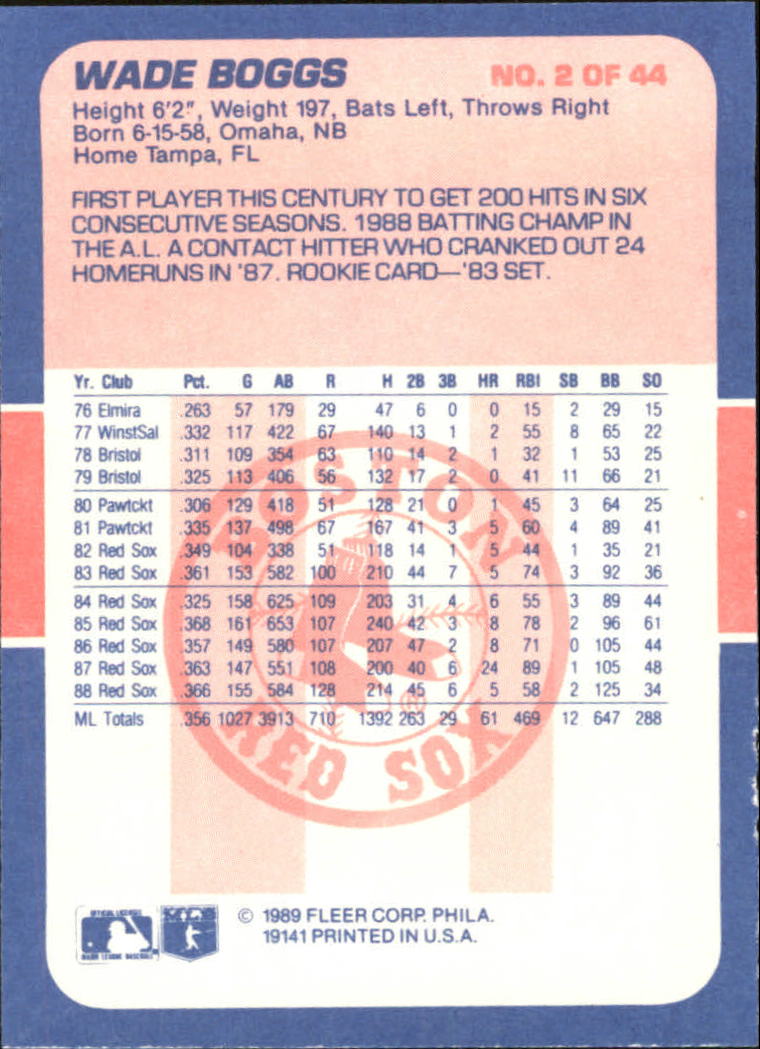 WADE BOGGS NO. 2 OF 44
Height 6'2", Weight 197, Bats Left, Throws Right
Born 6-15-58, Omaha, NB
Home Tampa, FL
FIRST PLAYER THIS CENTURY TO GET 200 HITS IN SIX
CONSECUTIVE SEASONS. 1988 BATTING CHAMP IN
THE A.L. A CONTACT HITTER WHO CRANKED OUT 24
HOMERUNS IN '87. ROOKIE CARD—'83 SET.
Yr. Club Pct. G AB R H 2B 3B HR RBI SB BB SO
76 Elmira .263 57 179 29 47 6 0 0 15 2 29 15
77 WinstSal .332 117 422 67 140 13 1 2 55 8 65 22
78 Bristol .311 109 354 63 110 14 2 1 32 1 53 25
79 Bristol .325 113 406 56 132 17 2 0 41 11 66 21
80 Pawtckt .306 129 418 51 128 21 0 1 45 3 64 25
81 Pawtckt .335 137 498 67 167 41 3 5 60 4 89 41
82 Red Sox .349 104 338 51 118 14 1 5 44 1 35 21
83 Red Sox .361 153 582 100 210 44 7 5 74 3 92 36
84 Red Sox .325 158 625 109 203 31 4 6 55 3 89 44
85 Red Sox .368 161 653 107 240 42 3 8 78 2 96 61
86 Red Sox .357 149 580 107 207 47 2 8 71 0 105 44
87 Red Sox .363 147 551 108 200 40 6 24 89 1 105 48
88 Red Sox .366 155 584 128 214 45 6 5 58 2 125 34
ML Totals .356 1027 3913 710 1392 263 29 61 469 12 647 288
BOSTON
RED SOX
®
OFFICIAL LICENSEE
MAJOR LEAGUE BASEBALL
© 1989 FLEER CORP. PHILA.
19141 PRINTED IN U.S.A.